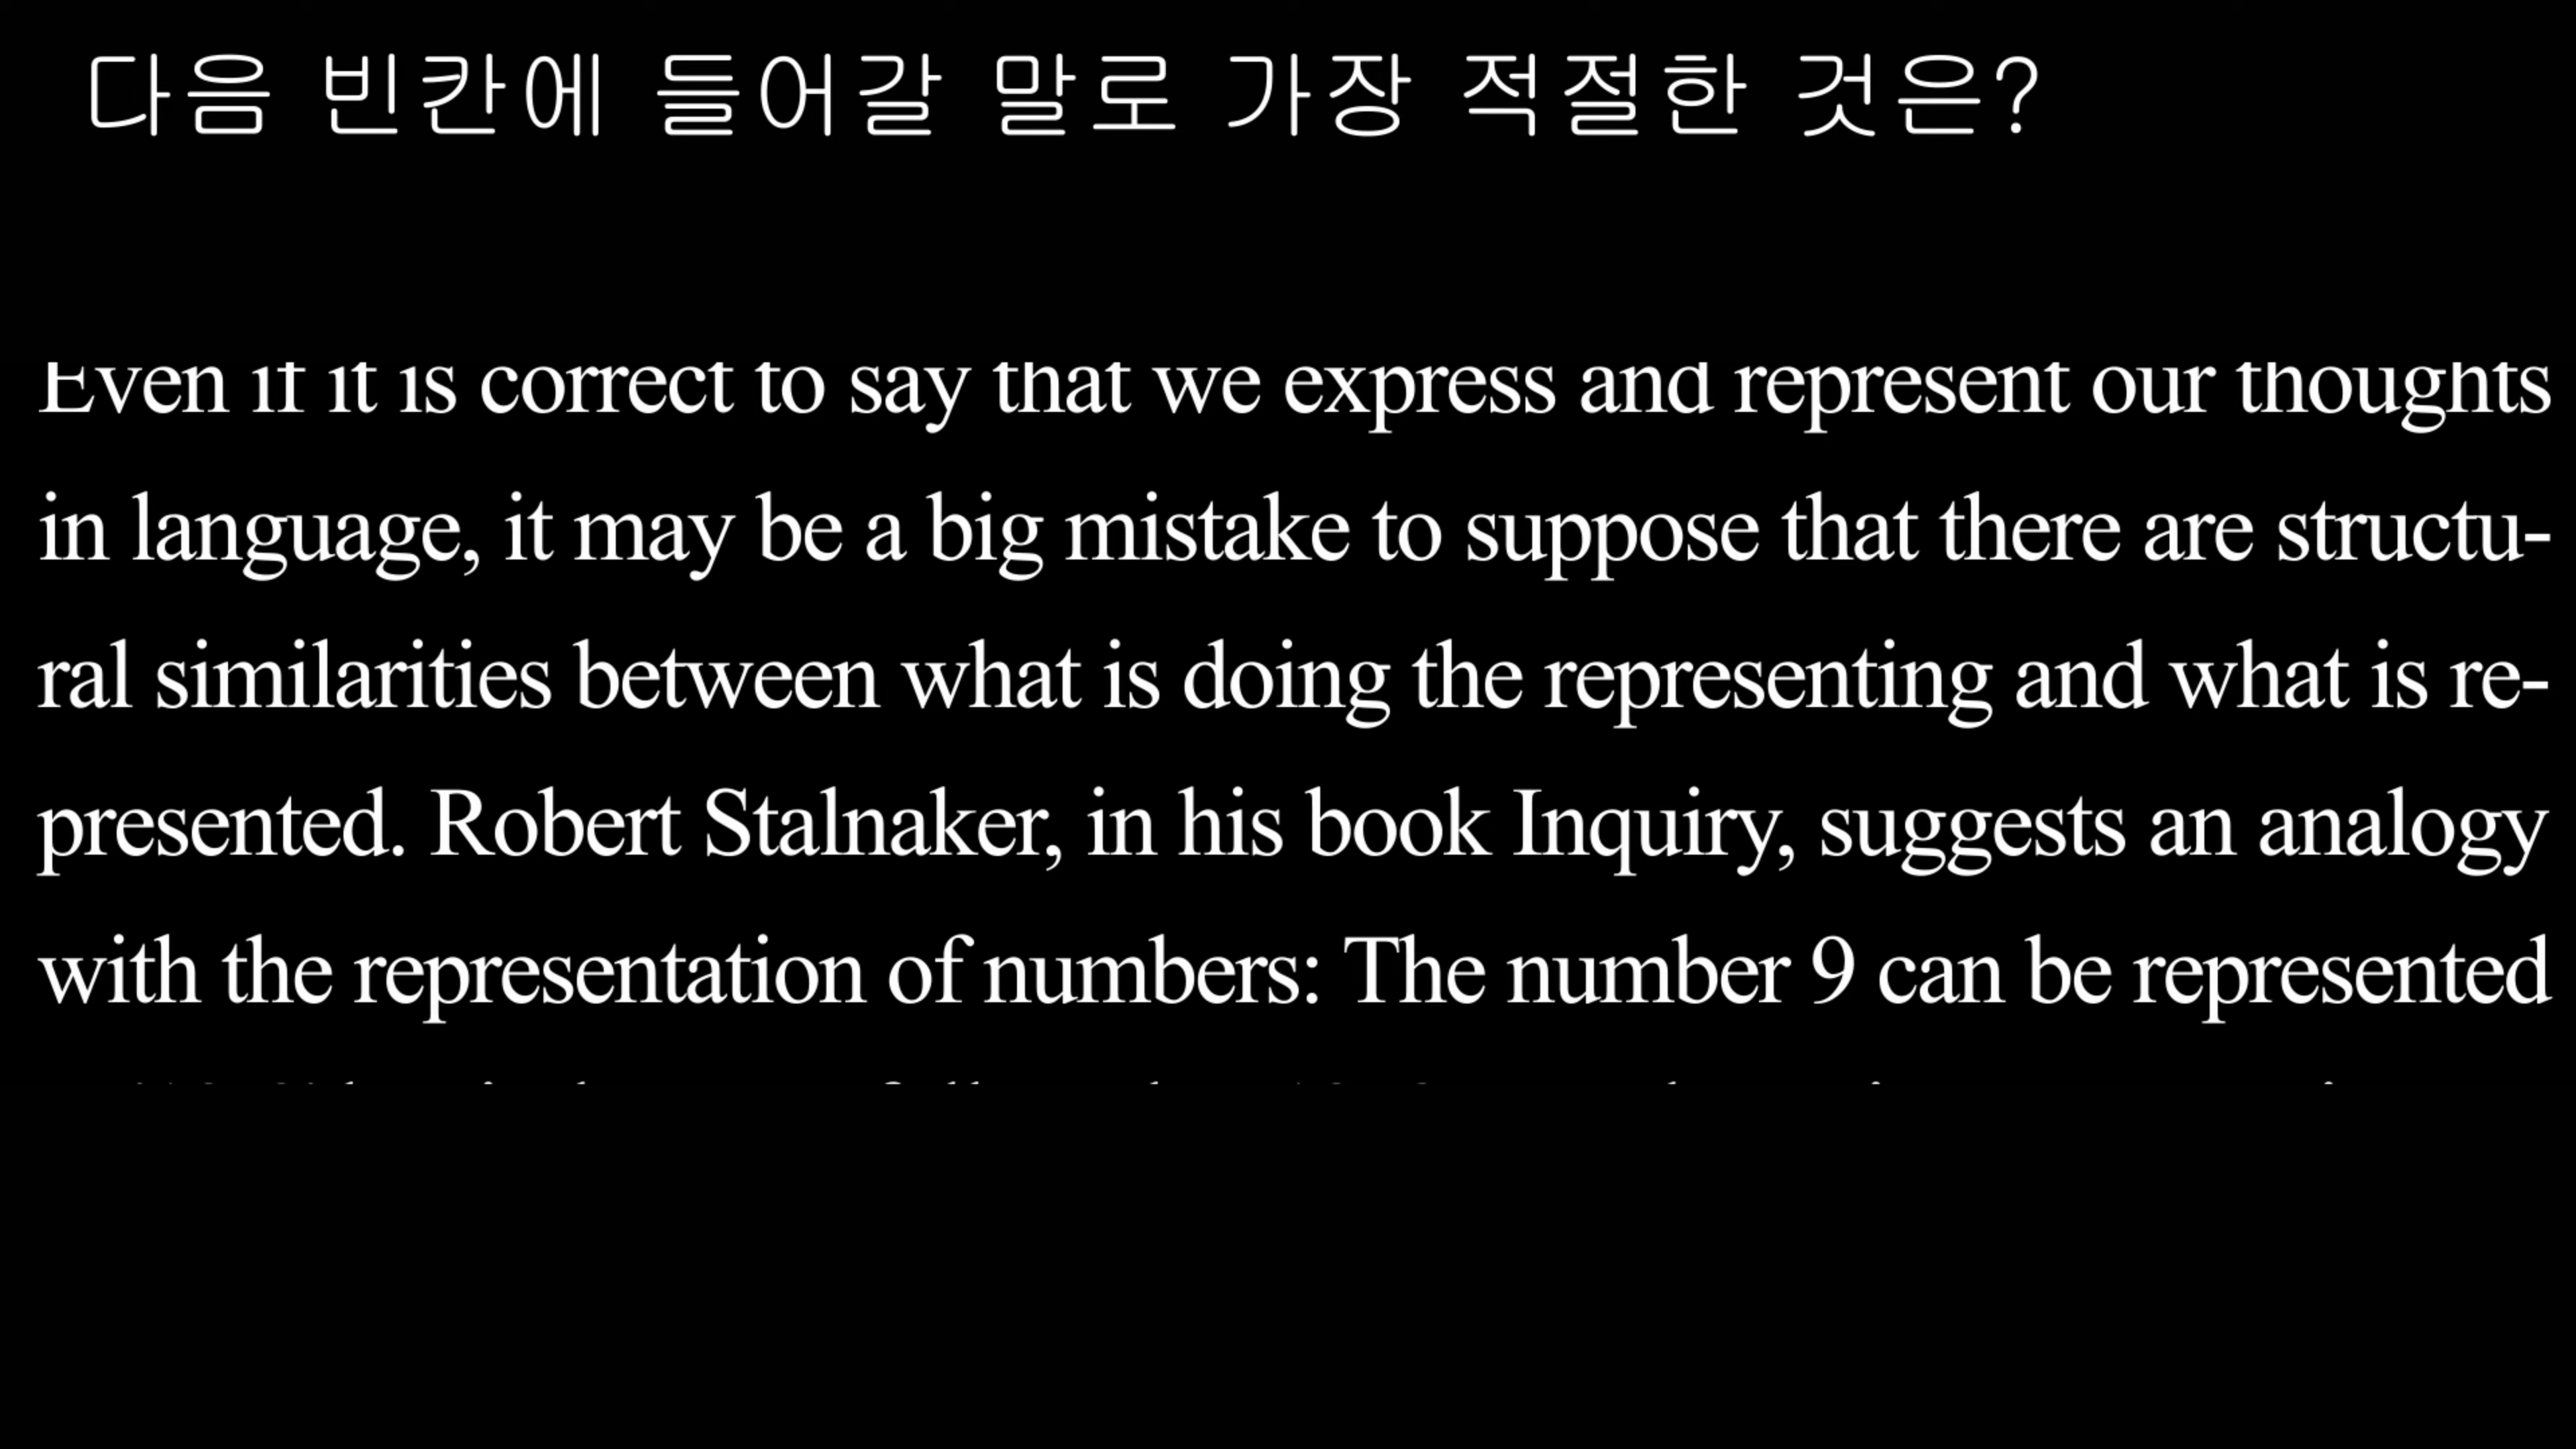 다음 빈칸에 들어갈 말로 가장 적절한 것은?
Even if it is correct to say that we express and represent our thoughts
in language, it may be a big mistake to suppose that there are structu-
ral similarities between what is doing the representing and what is re-
presented. Robert Stalnaker, in his book Inquiry, suggests an analogy
with the representation of numbers: The number 9 can be represented